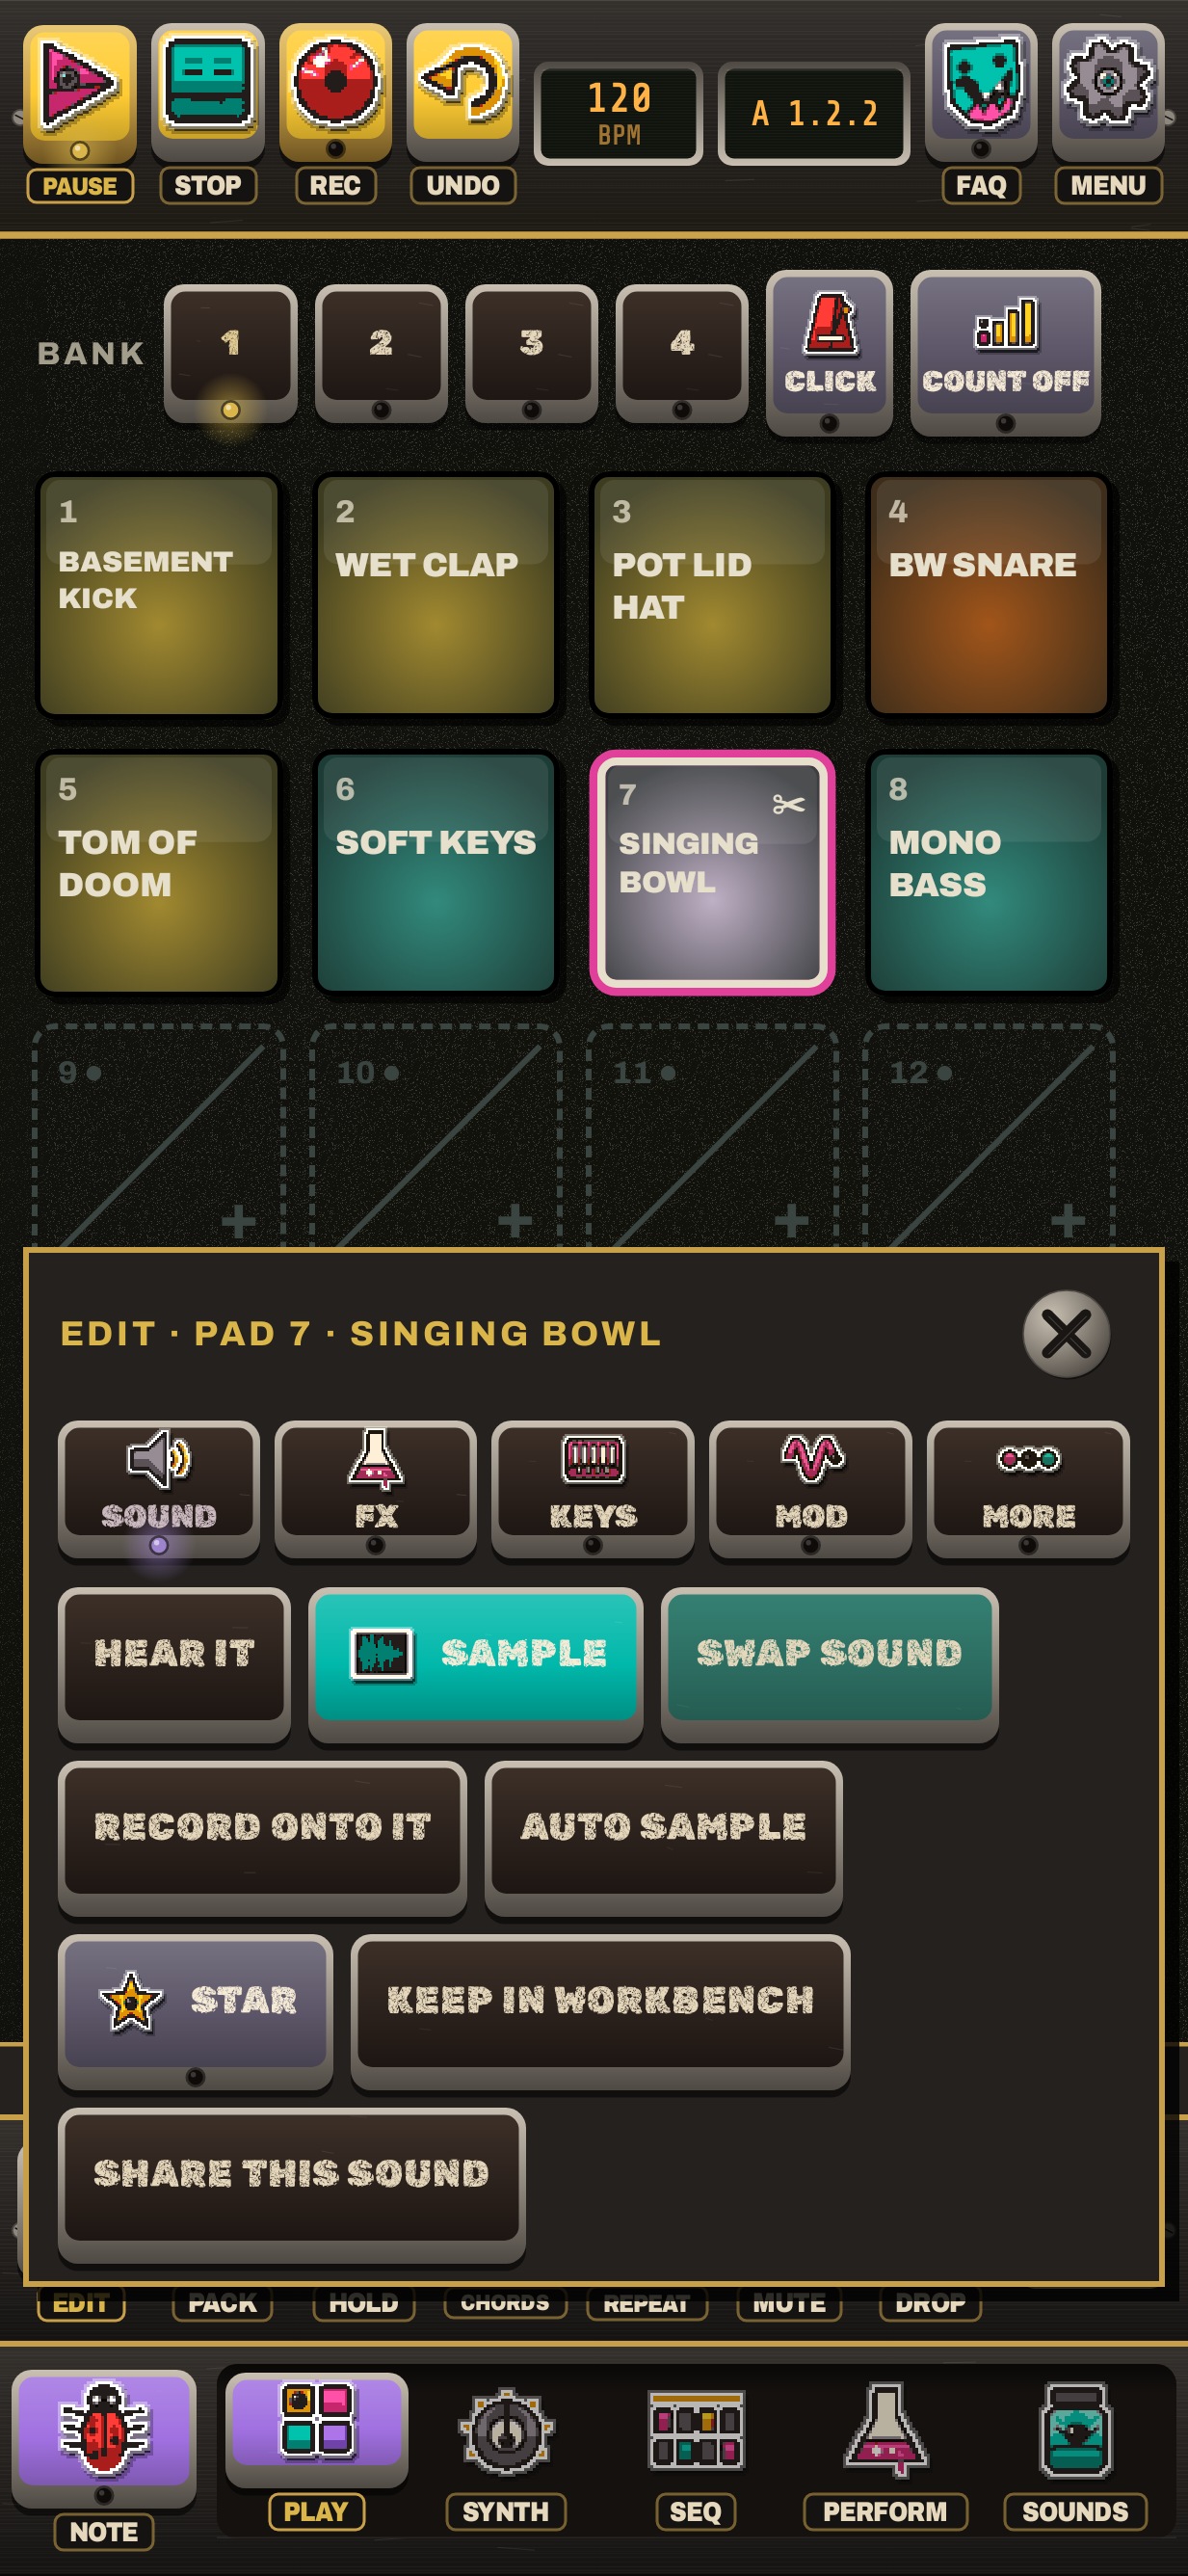 PAUSE STOP REC UNDO 120 BPM A 1.2.2 FAQ MENU
BANK 1 2 3 4 CLICK COUNT OFF
1 2 3 4
BASEMENT KICK
WET CLAP
POT LID HAT
BW SNARE
5 6 7 8
TOM OF DOOM
SOFT KEYS
SINGING BOWL
MONO BASS
9 10 11 12
EDIT · PAD 7 · SINGING BOWL
SOUND FX KEYS MOD MORE
HEAR IT SAMPLE SWAP SOUND
RECORD ONTO IT AUTO SAMPLE
STAR KEEP IN WORKBENCH
SHARE THIS SOUND
EDIT PACK HOLD CHORDS REPEAT MUTE DROP
NOTE PLAY SYNTH SEQ PERFORM SOUNDS